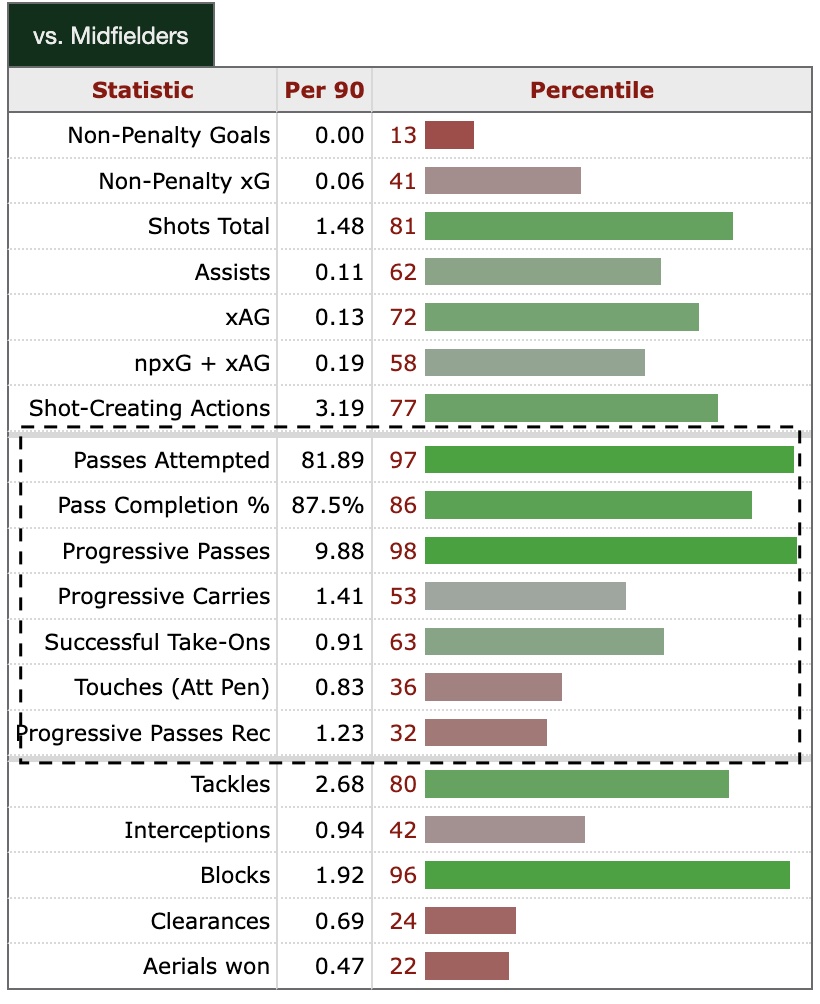 vs. Midfielders
Statistic Per 90 Percentile
Non-Penalty Goals 0.00 13
Non-Penalty xG 0.06 41
Shots Total 1.48 81
Assists 0.11 62
xAG 0.13 72
npxG + xAG 0.19 58
Shot-Creating Actions 3.19 77
Passes Attempted 81.89 97
Pass Completion % 87.5% 86
Progressive Passes 9.88 98
Progressive Carries 1.41 53
Successful Take-Ons 0.91 63
Touches (Att Pen) 0.83 36
Progressive Passes Rec 1.23 32
Tackles 2.68 80
Interceptions 0.94 42
Blocks 1.92 96
Clearances 0.69 24
Aerials won 0.47 22